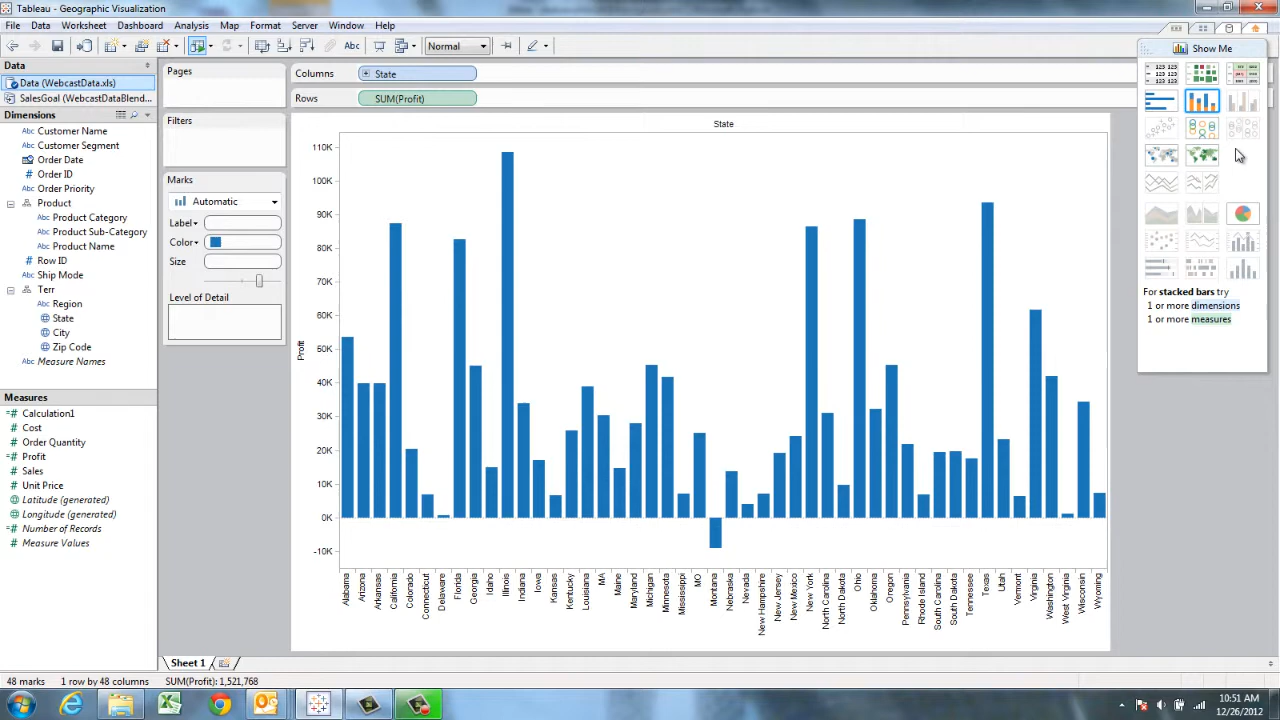 Tableau - Geographic Visualization
File Data Worksheet Dashboard Analysis Map Format Server Window Help
Abc Normal
Data
Data (WebcastData.xls)
SalesGoal (WebcastDataBlend...
Dimensions
Abc Customer Name
Abc Customer Segment
Order Date
# Order ID
Abc Order Priority
Product
Abc Product Category
Abc Product Sub-Category
Abc Product Name
# Row ID
Abc Ship Mode
Terr
Abc Region
State
City
Zip Code
Abc Measure Names
Measures
=# Calculation1
# Cost
# Order Quantity
=# Profit
# Sales
# Unit Price
Latitude (generated)
Longitude (generated)
=# Number of Records
# Measure Values
Pages
Filters
Marks
Automatic
Label
Color
Size
Level of Detail
Columns State
Rows SUM(Profit)
State
Profit
110K
100K
90K
80K
70K
60K
50K
40K
30K
20K
10K
0K
-10K
Alabama
Arizona
Arkansas
California
Colorado
Connecticut
Delaware
Florida
Georgia
Idaho
Illinois
Indiana
Iowa
Kansas
Kentucky
Louisiana
MA
Maine
Maryland
Michigan
Minnesota
Mississippi
MO
Montana
Nebraska
Nevada
New Hampshire
New Jersey
New Mexico
New York
North Carolina
North Dakota
Ohio
Oklahoma
Oregon
Pennsylvania
Rhode Island
South Carolina
South Dakota
Tennessee
Texas
Utah
Vermont
Virginia
Washington
West Virginia
Wisconsin
Wyoming
Show Me
For stacked bars try
1 or more dimensions
1 or more measures
Sheet 1
48 marks 1 row by 48 columns SUM(Profit): 1,521,768
10:51 AM
12/26/2012